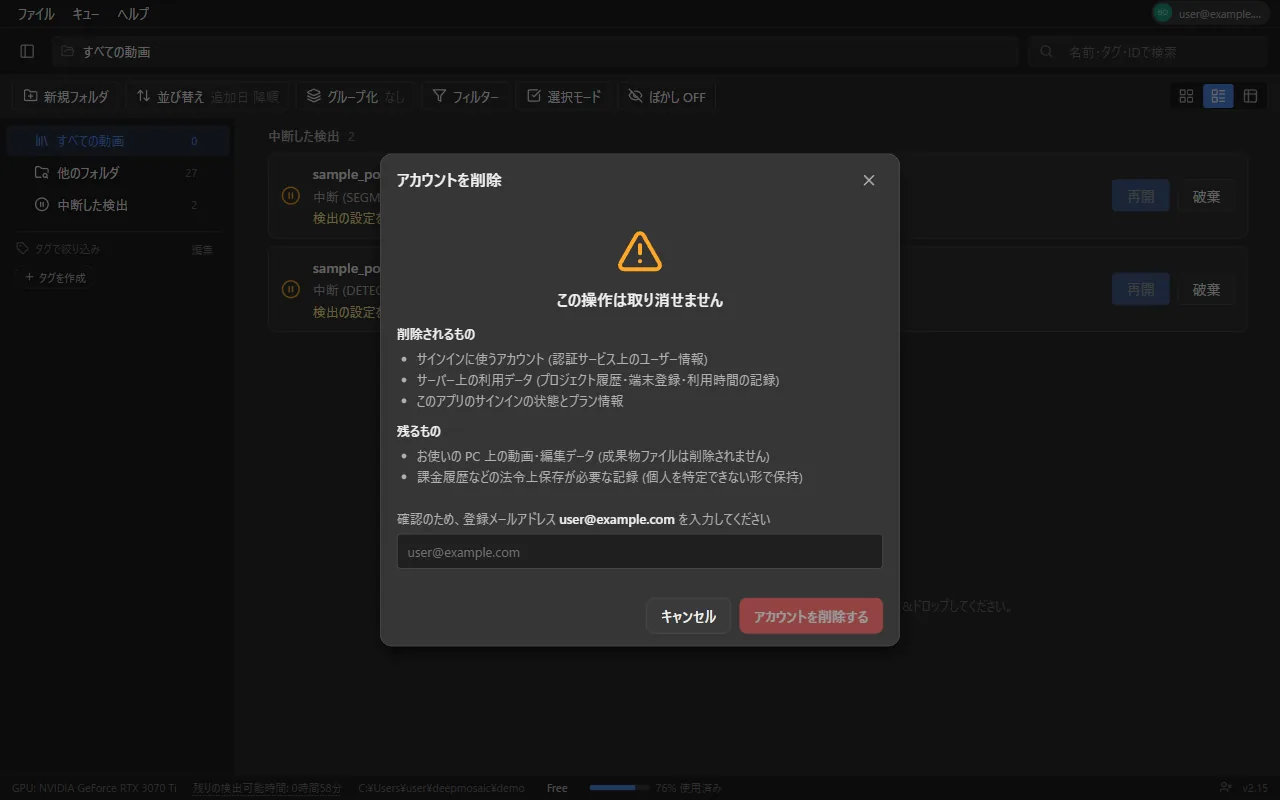 ファイル キュー ヘルプ
user@example....
すべての動画
名前・タグ・IDで検索
新規フォルダ 並び替え 追加日 降順 グループ化 なし フィルター 選択モード ぼかし OFF
すべての動画 0
他のフォルダ 27
中断した検出 2
タグで絞り込み 編集
+ タグを作成
中断した検出 2
sample_po
中断 (SEGM
検出の設定を
再開 破棄
sample_po
中断 (DETEC
検出の設定を
再開 破棄
アカウントを削除
この操作は取り消せません
削除されるもの
• サインインに使うアカウント (認証サービス上のユーザー情報)
• サーバー上の利用データ (プロジェクト履歴・端末登録・利用時間の記録)
• このアプリのサインインの状態とプラン情報
残るもの
• お使いの PC 上の動画・編集データ (成果物ファイルは削除されません)
• 課金履歴などの法令上保存が必要な記録 (個人を特定できない形で保持)
確認のため、登録メールアドレス user@example.com を入力してください
user@example.com
キャンセル アカウントを削除する
&ドロップしてください。
GPU: NVIDIA GeForce RTX 3070 Ti 残りの検出可能時間: 0時間58分 C:¥Users¥user¥deepmosaic¥demo Free 76% 使用済み v2.15